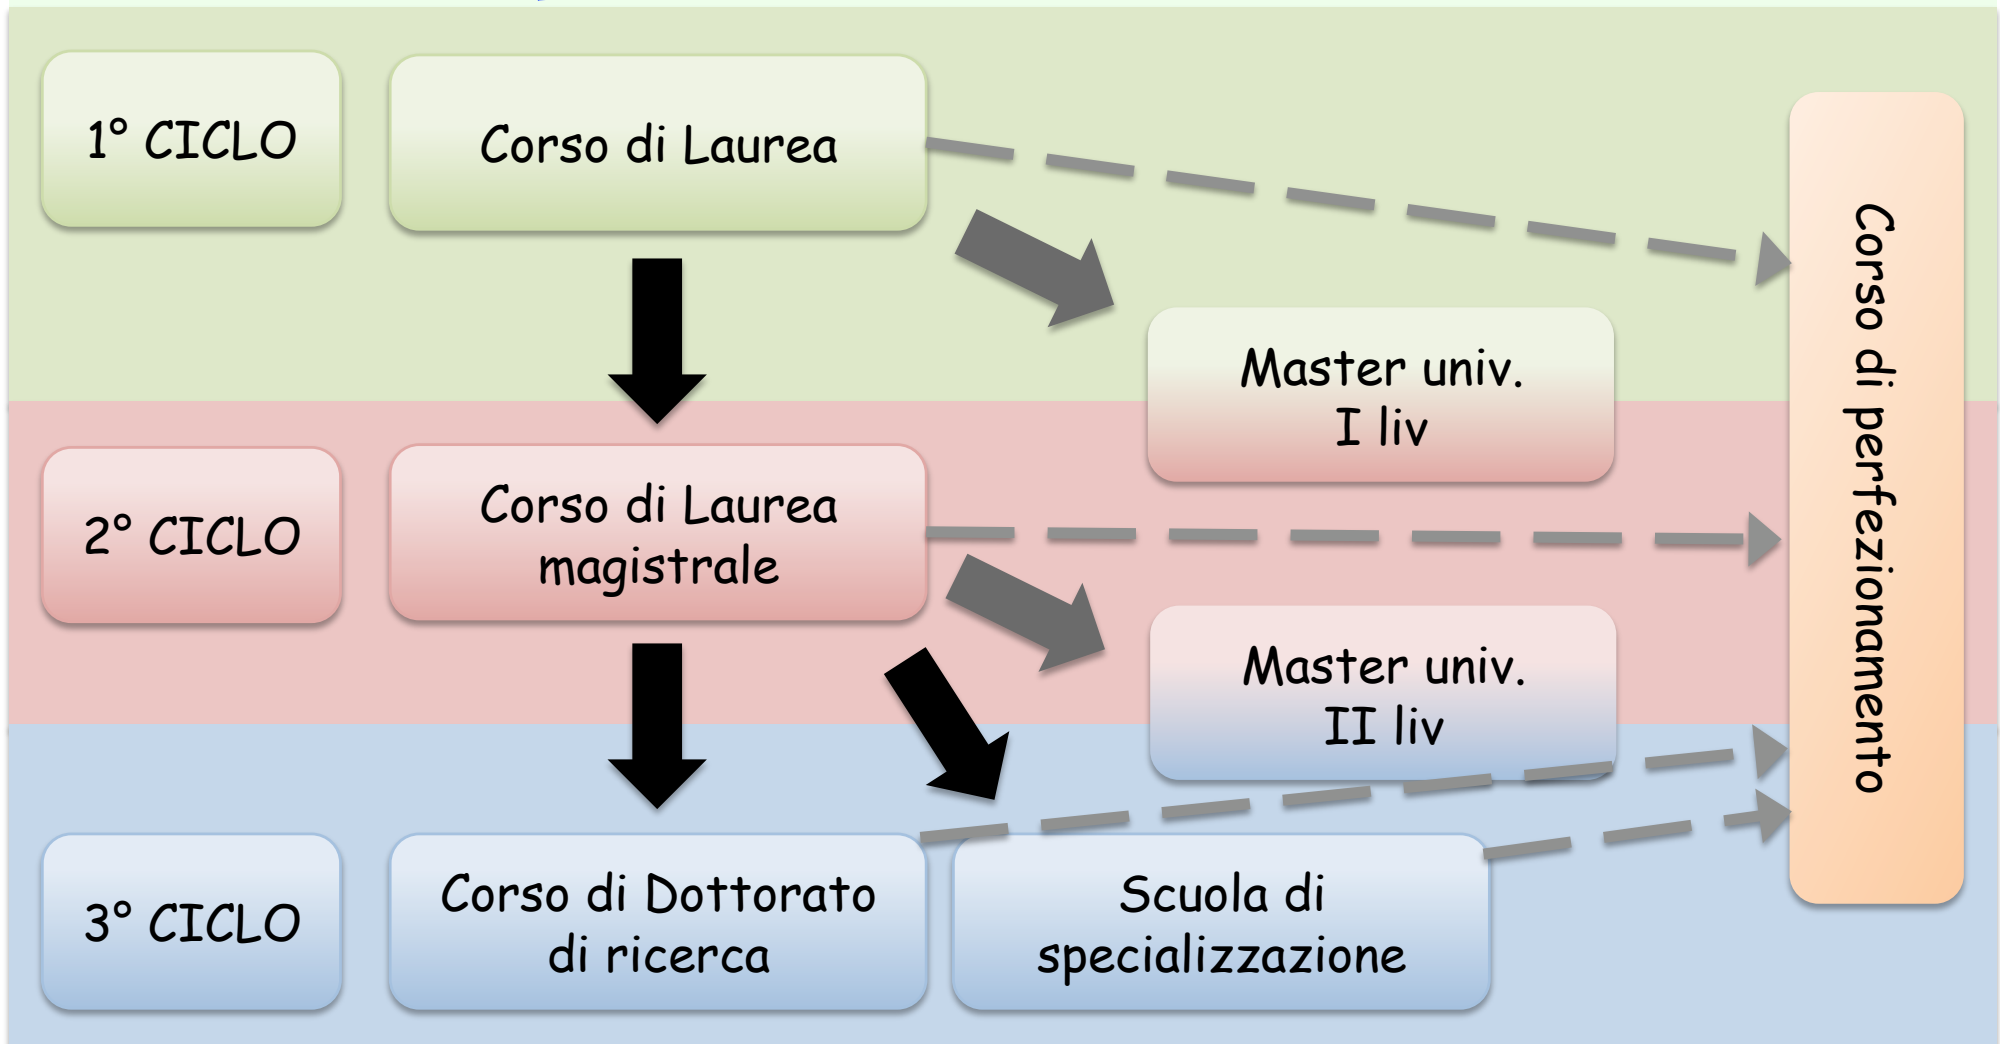 1° CICLO
Corso di Laurea
Master univ.
I liv
2° CICLO
Corso di Laurea
magistrale
Master univ.
II liv
3° CICLO
Corso di Dottorato
di ricerca
Scuola di
specializzazione
Corso di perfezionamento